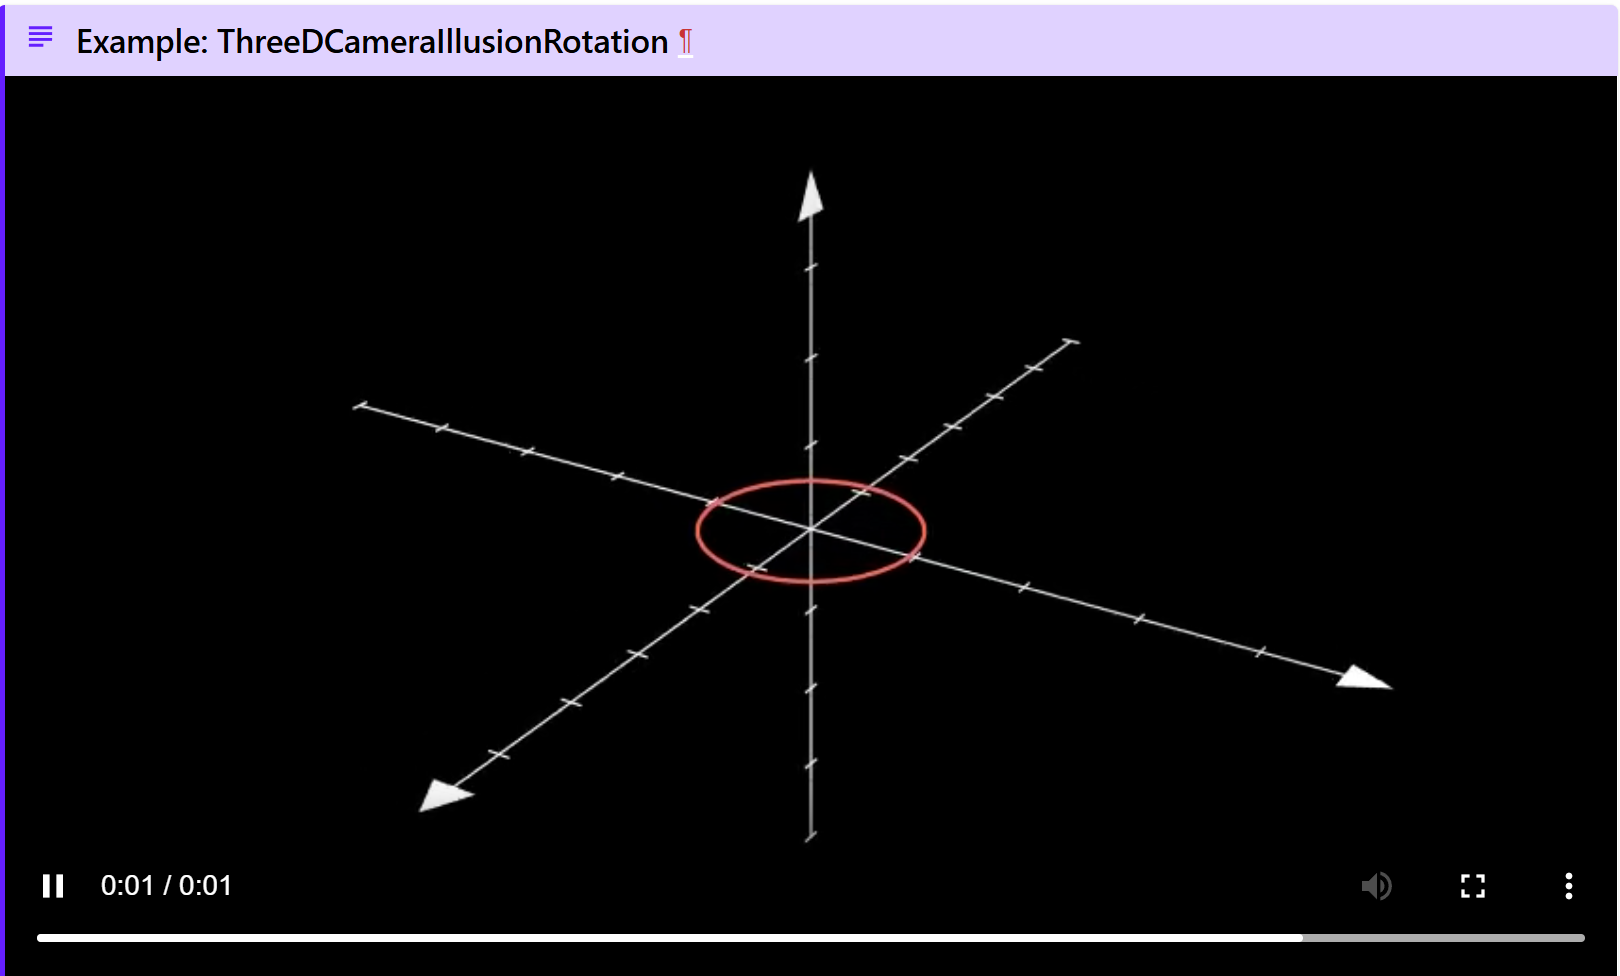 Example: ThreeDCameraIllusionRotation ¶
0:01 / 0:01